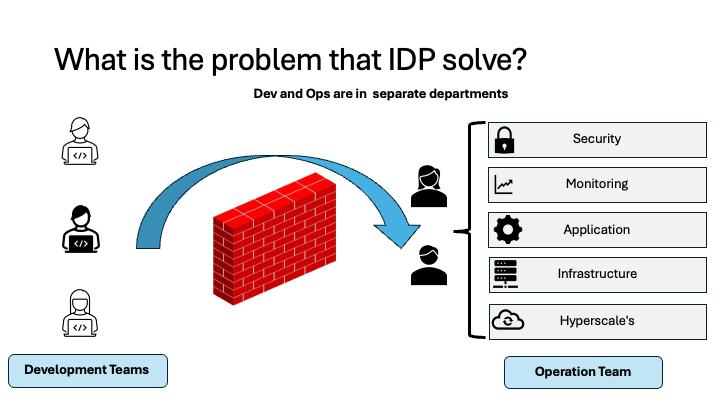 What is the problem that IDP solve?
Dev and Ops are in separate departments
</>
</>
</>
Security
Monitoring
Application
Infrastructure
Hyperscale's
Development Teams
Operation Team